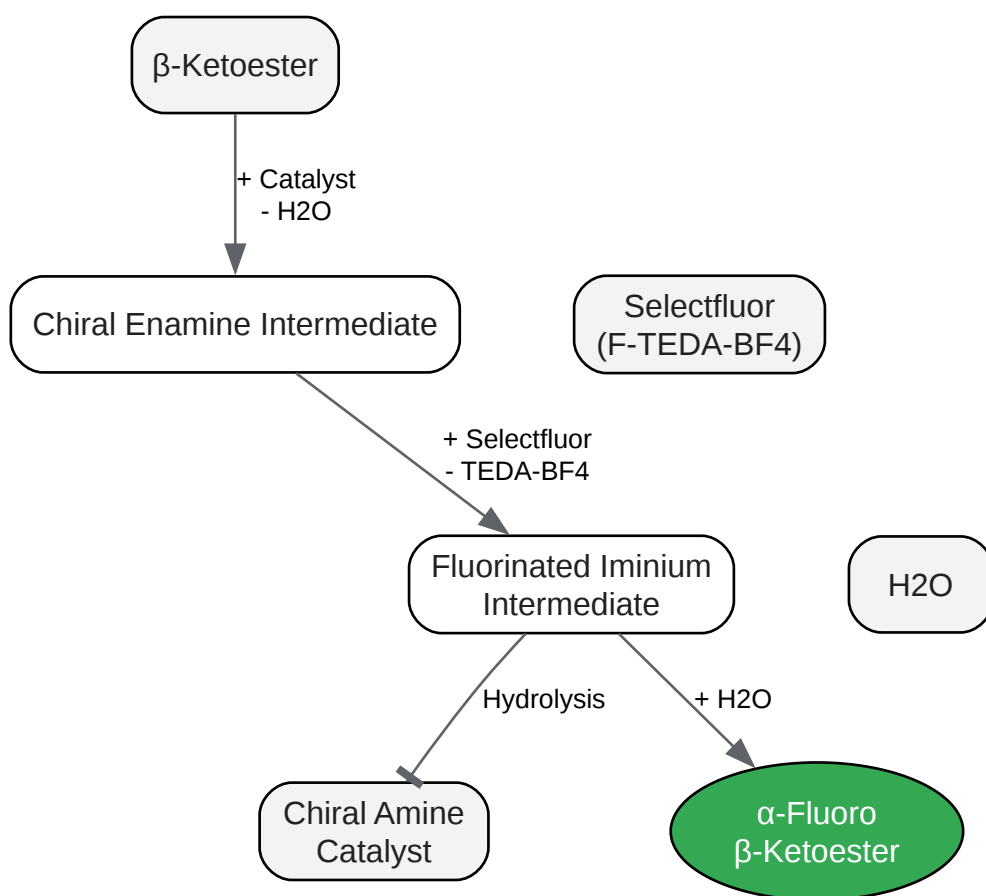 β-Ketoester
+ Catalyst
- H2O
Chiral Enamine Intermediate
Selectfluor
(F-TEDA-BF4)
+ Selectfluor
- TEDA-BF4
Fluorinated Iminium
Intermediate
H2O
Hydrolysis
+ H2O
Chiral Amine
Catalyst
α-Fluoro
β-Ketoester